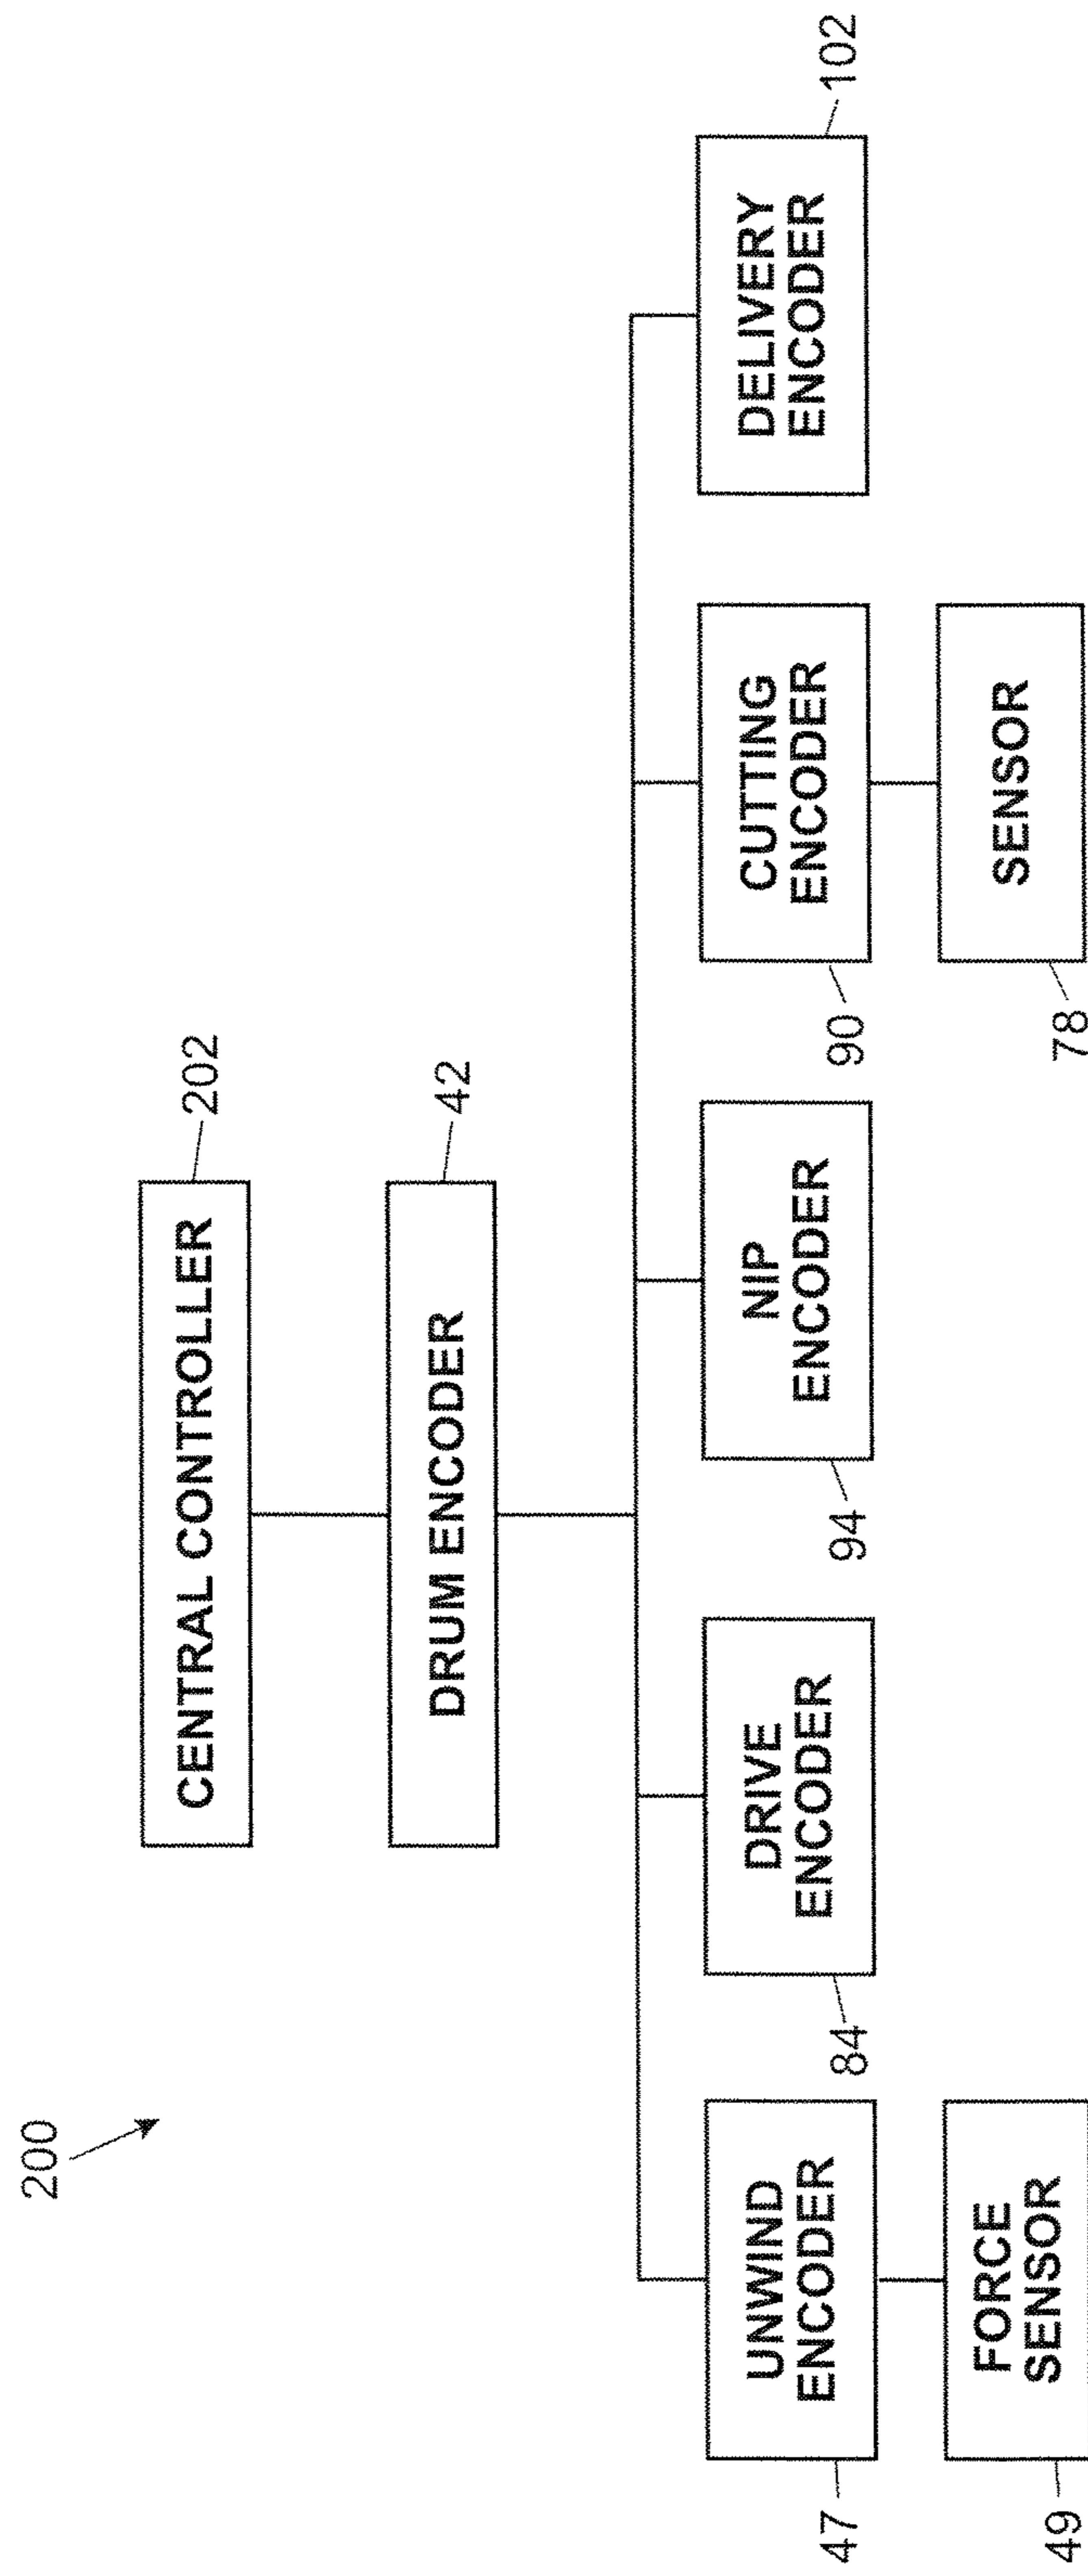 200
CENTRAL CONTROLLER
202
DRUM ENCODER
42
UNWIND
ENCODER
47
DRIVE
ENCODER
84
NIP
ENCODER
94
CUTTING
ENCODER
90
DELIVERY
ENCODER
102
FORCE
SENSOR
49
SENSOR
78